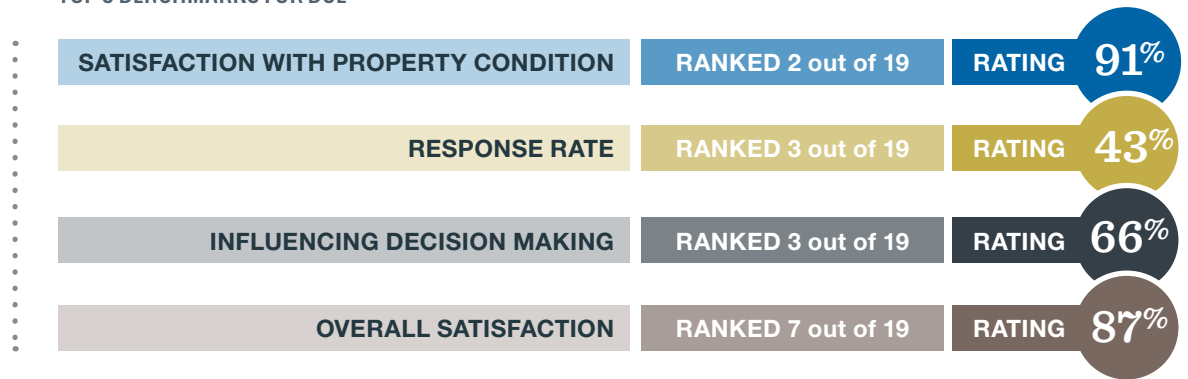 SATISFACTION WITH PROPERTY CONDITION RANKED 2 out of 19 RATING 91%
RESPONSE RATE RANKED 3 out of 19 RATING 43%
INFLUENCING DECISION MAKING RANKED 3 out of 19 RATING 66%
OVERALL SATISFACTION RANKED 7 out of 19 RATING 87%